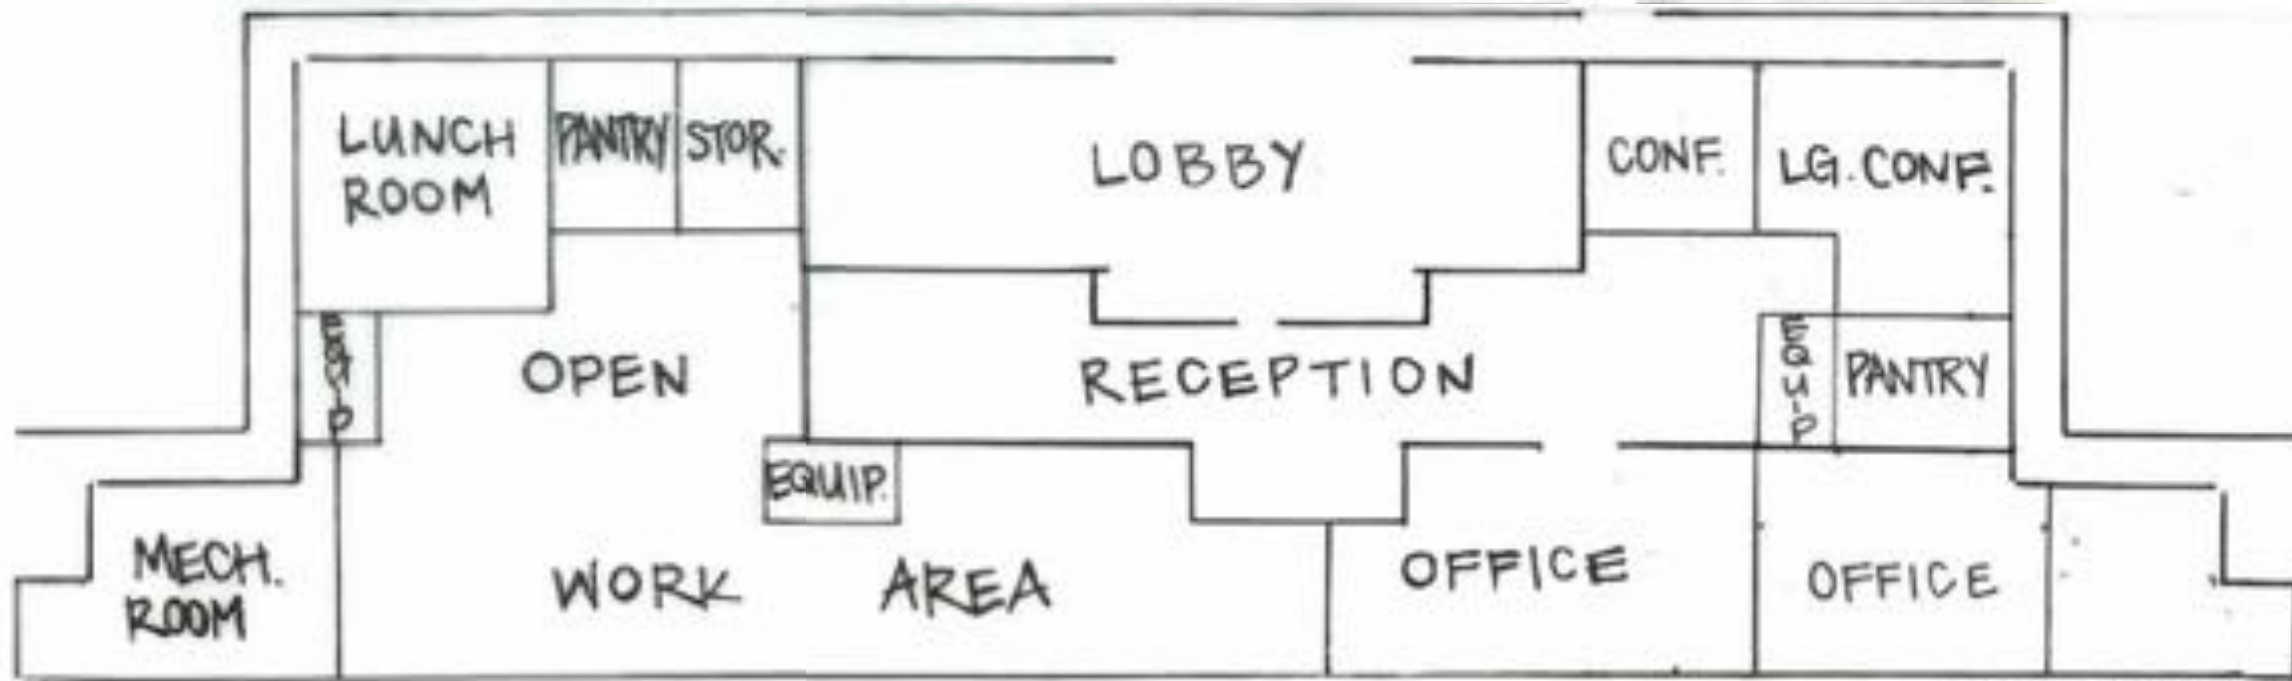 LUNCH
ROOM
PANTRY
STOR.
LOBBY
CONF.
LG. CONF.
EQUIP
OPEN
RECEPTION
EQUIP
PANTRY
EQUIP.
MECH.
ROOM
WORK AREA
OFFICE
OFFICE